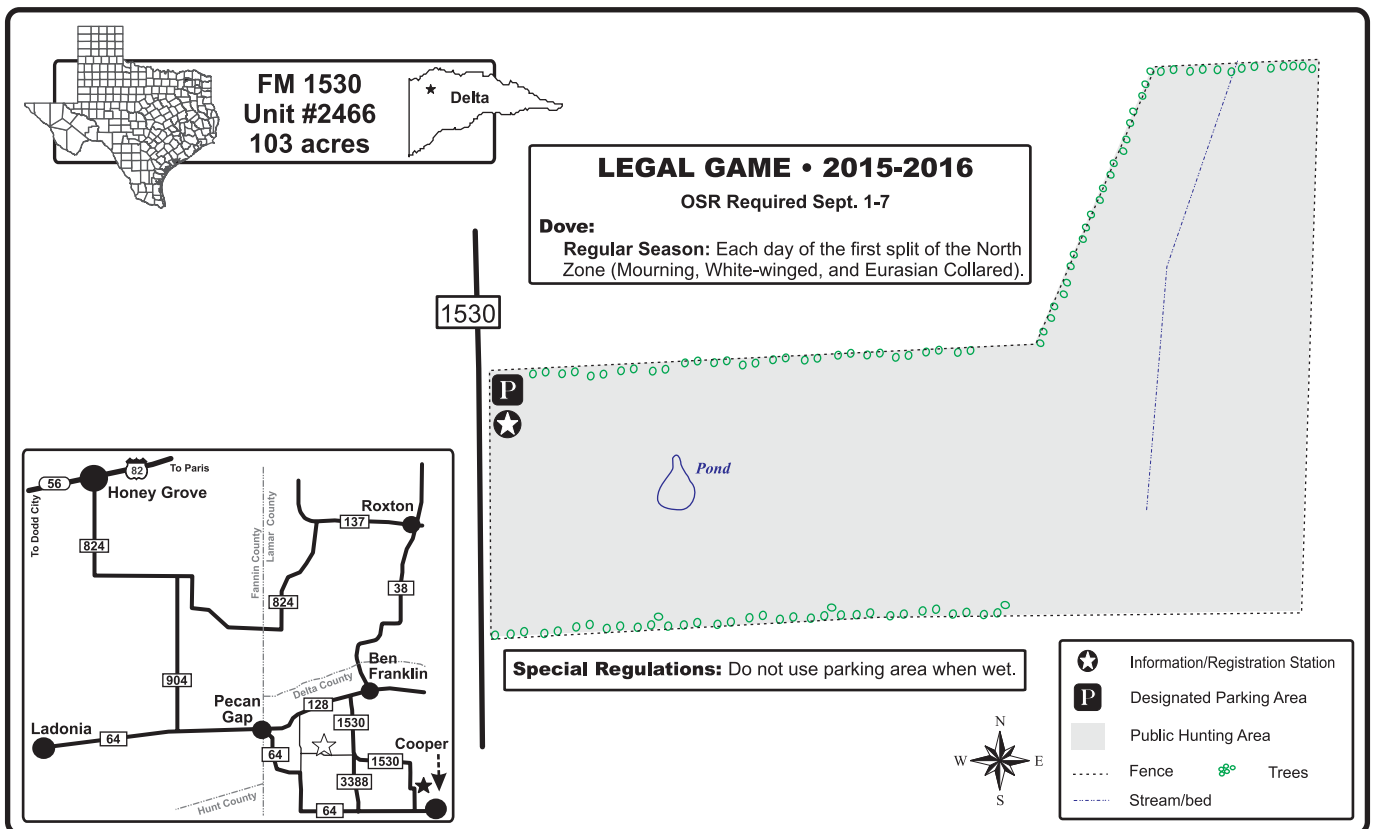 FM 1530
Unit #2466
103 acres
Delta
LEGAL GAME • 2015-2016
OSR Required Sept. 1-7
Dove:
Regular Season: Each day of the first split of the North
Zone (Mourning, White-winged, and Eurasian Collared).
1530
P
Pond
Special Regulations: Do not use parking area when wet.
56
82
To Paris
Honey Grove
To Dodd City
824
Fannin County
Lamar County
137
Roxton
824
38
904
Delta County
Ben
Franklin
Pecan
Gap
128
1530
Ladonia
64
64
1530
Cooper
3388
Hunt County
64
N
W
E
S
Information/Registration Station
P
Designated Parking Area
Public Hunting Area
Fence
Trees
Stream/bed